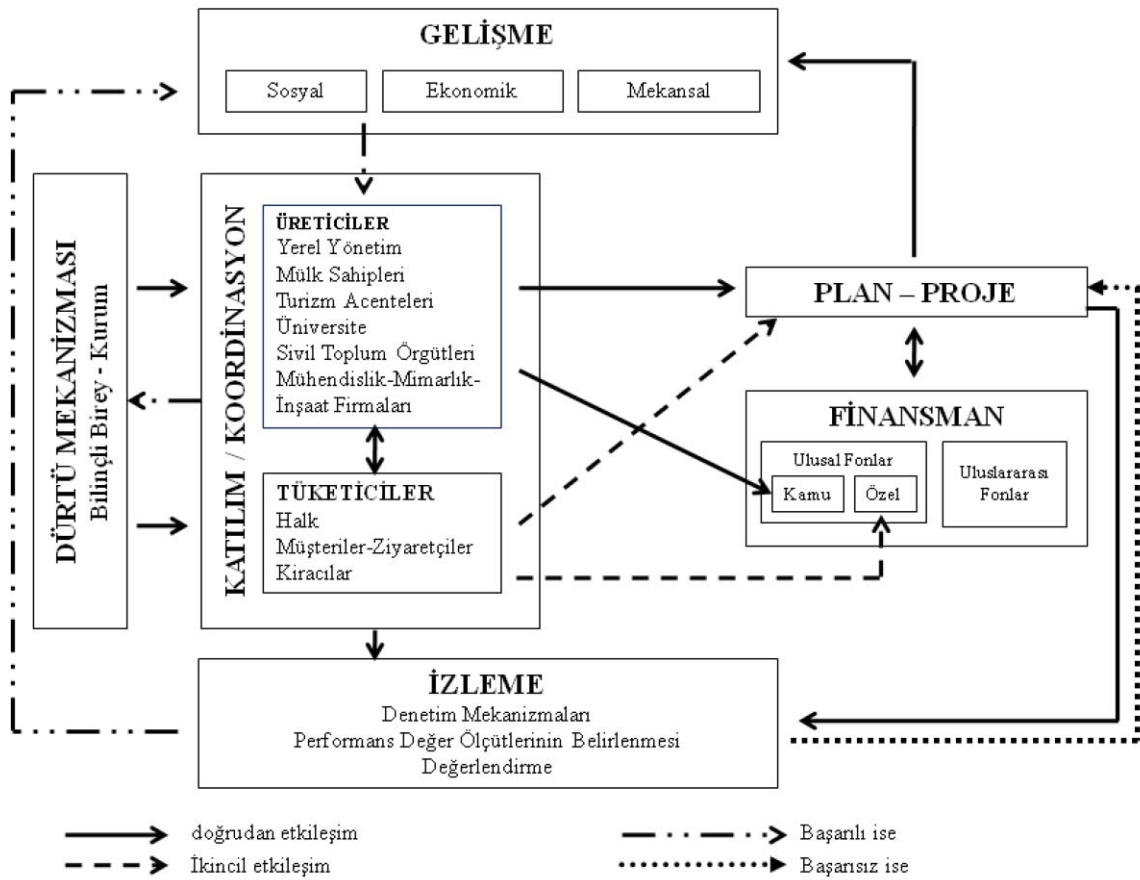 GELİŞME
Sosyal
Ekonomik
Mekansal
DÜRTÜ MEKANİZMASI
Bilinçli Birey - Kurum
KATILIM / KOORDİNASYON
ÜRETİCİLER
Yerel Yönetim
Mülk Sahipleri
Turizm Acenteleri
Üniversite
Sivil Toplum Örgütleri
Mühendislik-Mimarlık-
İnşaat Firmaları
TÜKETİCİLER
Halk
Müşteriler-Ziyaretçiler
Kiracılar
PLAN – PROJE
FİNANSMAN
Ulusal Fonlar
Kamu
Özel
Uluslararası
Fonlar
İZLEME
Denetim Mekanizmaları
Performans Değer Ölçütlerinin Belirlenmesi
Değerlendirme
doğrudan etkileşim
İkincil etkileşim
Başarılı ise
Başarısız ise